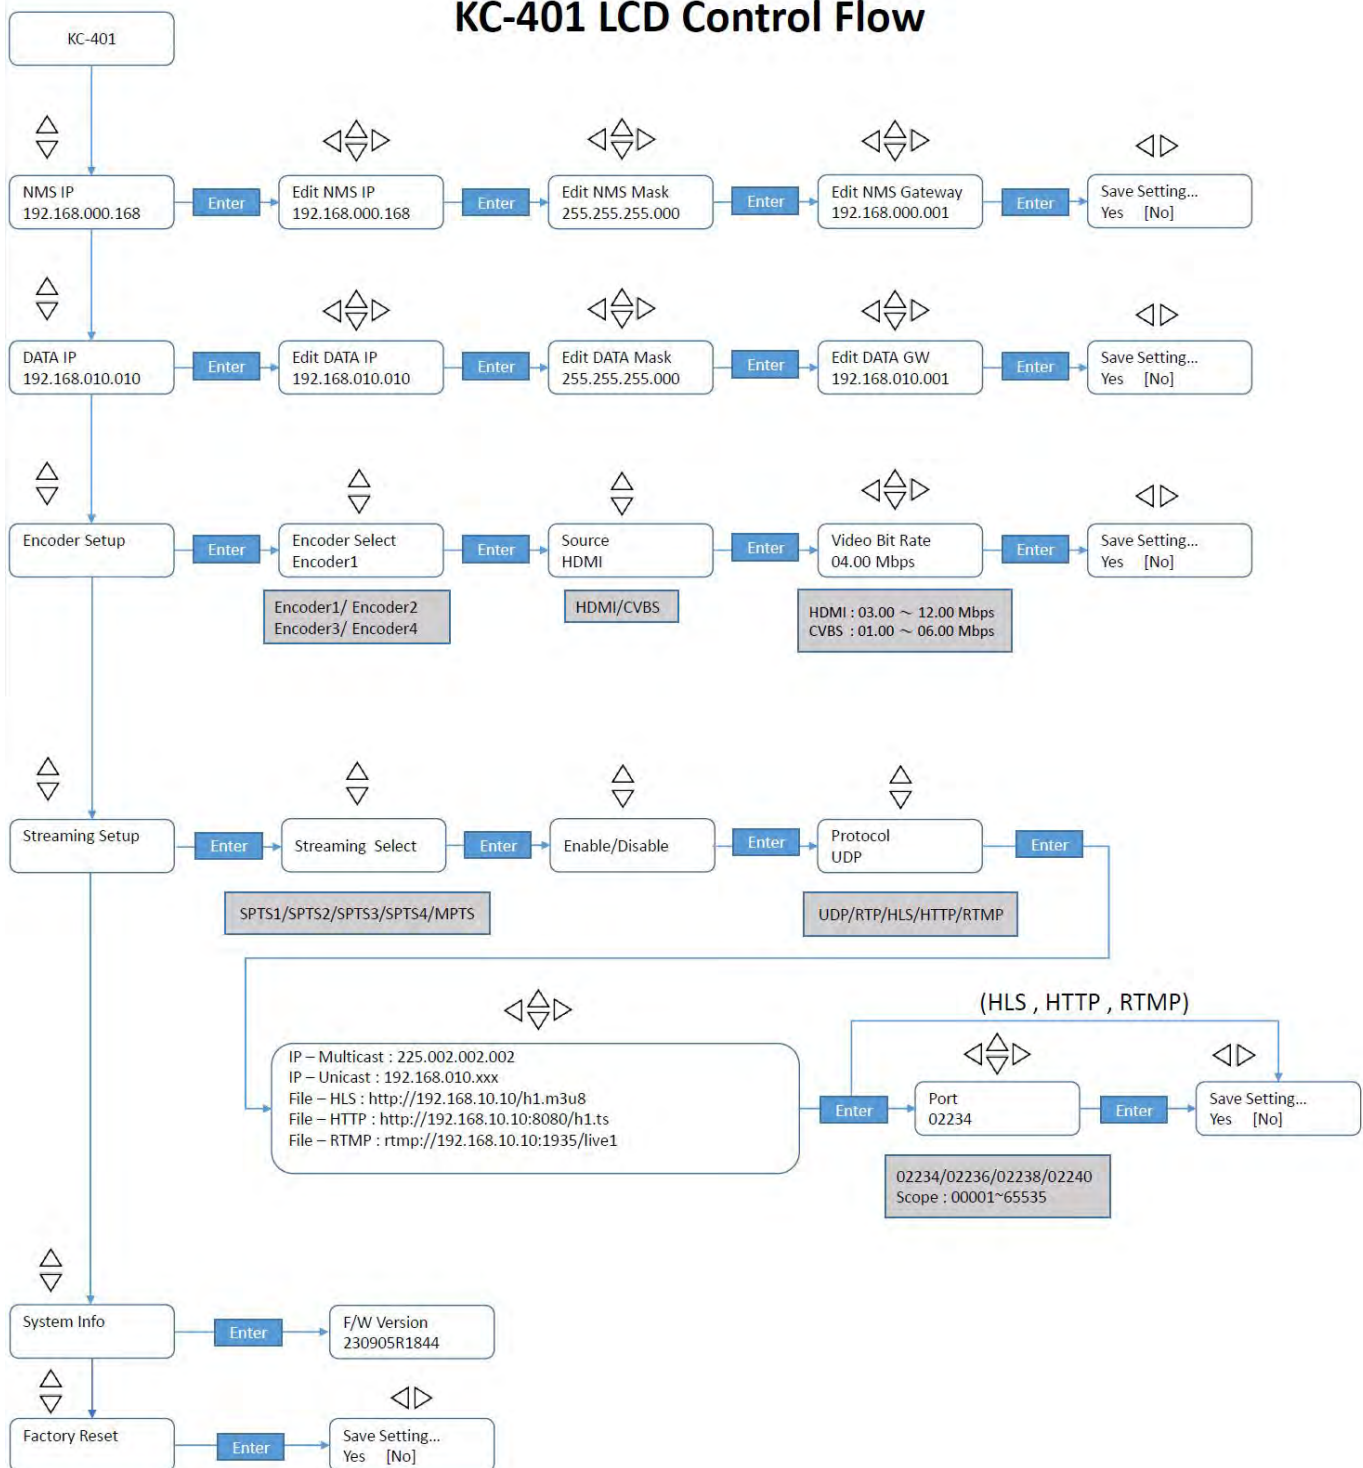 KC-401 LCD Control Flow
KC-401
NMS IP
192.168.000.168
Enter
Edit NMS IP
192.168.000.168
Enter
Edit NMS Mask
255.255.255.000
Enter
Edit NMS Gateway
192.168.000.001
Enter
Save Setting...
Yes [No]
DATA IP
192.168.010.010
Enter
Edit DATA IP
192.168.010.010
Enter
Edit DATA Mask
255.255.255.000
Enter
Edit DATA GW
192.168.010.001
Enter
Save Setting...
Yes [No]
Encoder Setup
Enter
Encoder Select
Encoder1
Enter
Source
HDMI
Enter
Video Bit Rate
04.00 Mbps
Enter
Save Setting...
Yes [No]
Encoder1/ Encoder2
Encoder3/ Encoder4
HDMI/CVBS
HDMI : 03.00 ～ 12.00 Mbps
CVBS : 01.00 ～ 06.00 Mbps
Streaming Setup
Enter
Streaming Select
Enter
Enable/Disable
Enter
Protocol
UDP
Enter
SPTS1/SPTS2/SPTS3/SPTS4/MPTS
UDP/RTP/HLS/HTTP/RTMP
(HLS , HTTP , RTMP)
IP – Multicast : 225.002.002.002
IP – Unicast : 192.168.010.xxx
File – HLS : http://192.168.10.10/h1.m3u8
File – HTTP : http://192.168.10.10:8080/h1.ts
File – RTMP : rtmp://192.168.10.10:1935/live1
Enter
Port
02234
Enter
Save Setting...
Yes [No]
02234/02236/02238/02240
Scope : 00001~65535
System Info
Enter
F/W Version
230905R1844
Factory Reset
Enter
Save Setting...
Yes [No]